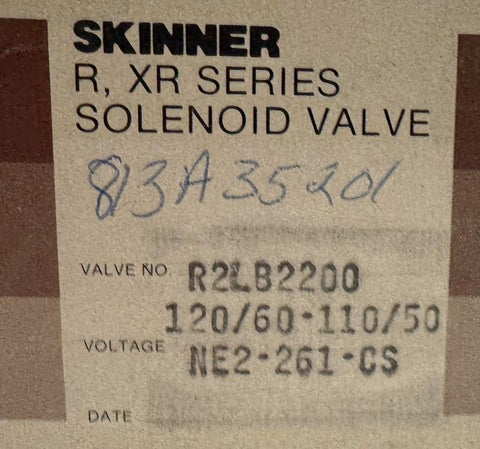 SKINNER
R, XR SERIES
SOLENOID VALVE
813A35201
VALVE NO. R2LB2200
120/60-110/50
VOLTAGE NE2-261-CS
DATE